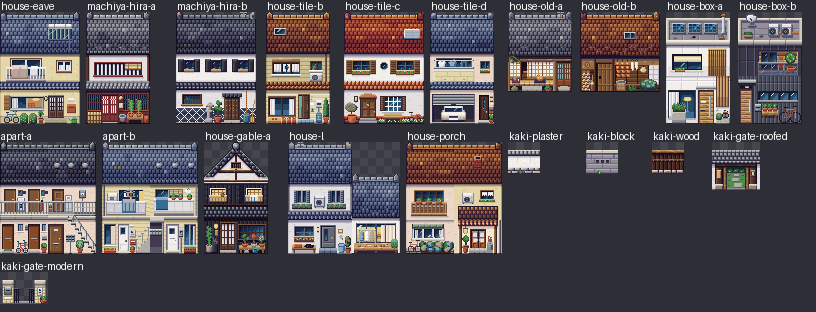 house-eave machiya-hira-a machiya-hira-b house-tile-b house-tile-c house-tile-d house-old-a house-old-b house-box-a house-box-b
apart-a apart-b house-gable-a house-l house-porch kaki-plaster kaki-block kaki-wood kaki-gate-roofed
kaki-gate-modern